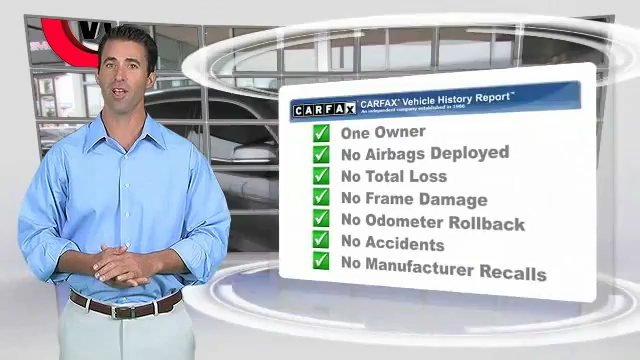 CARFAX CARFAX® Vehicle History Report™
An independent company established in 1986
One Owner
No Airbags Deployed
No Total Loss
No Frame Damage
No Odometer Rollback
No Accidents
No Manufacturer Recalls